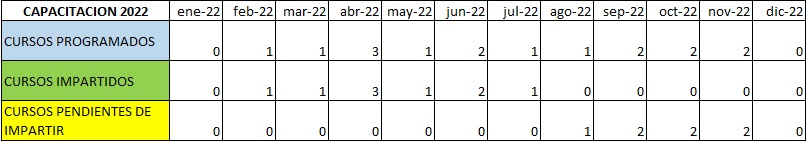 CAPACITACION 2022 ene-22 feb-22 mar-22 abr-22 may-22 jun-22 jul-22 ago-22 sep-22 oct-22 nov-22 dic-22
CURSOS PROGRAMADOS 0 1 1 3 1 2 1 1 2 2 2 0
CURSOS IMPARTIDOS 0 1 1 3 1 2 1 0 0 0 0 0
CURSOS PENDIENTES DE
IMPARTIR 0 0 0 0 0 0 0 1 2 2 2 0